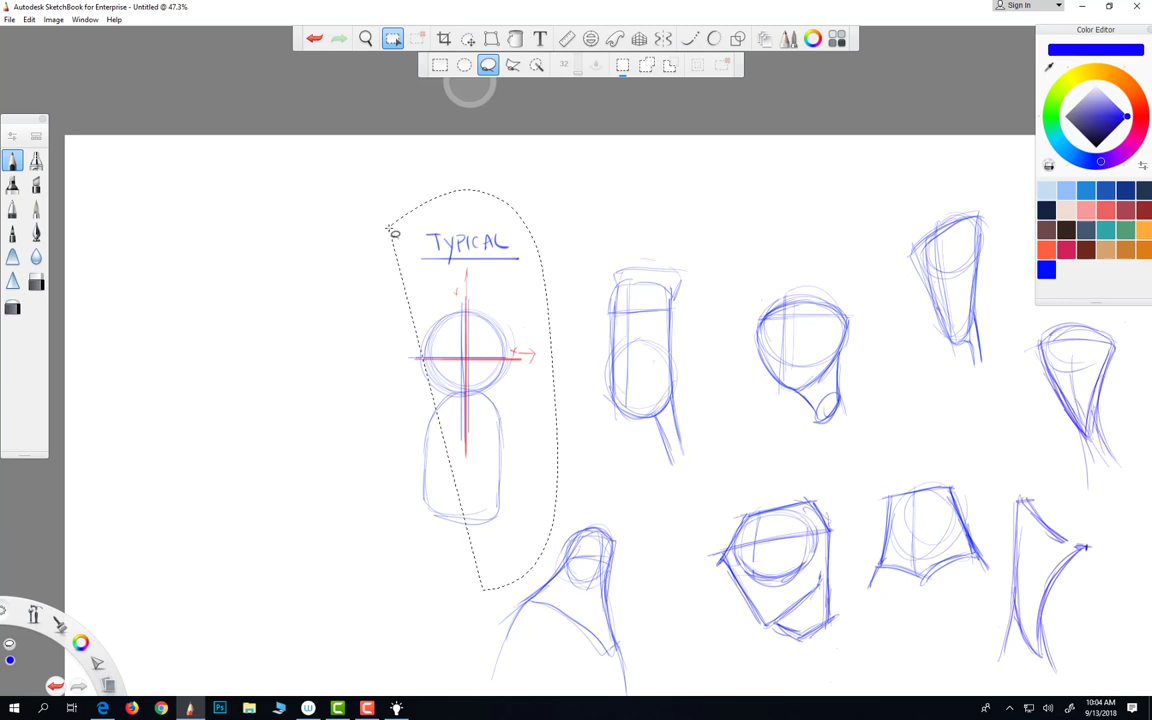 Autodesk SketchBook for Enterprise - Untitled @ 47.3%
Sign In
File Edit Image Window Help
Color Editor
32
TYPICAL
10:04 AM
9/13/2018